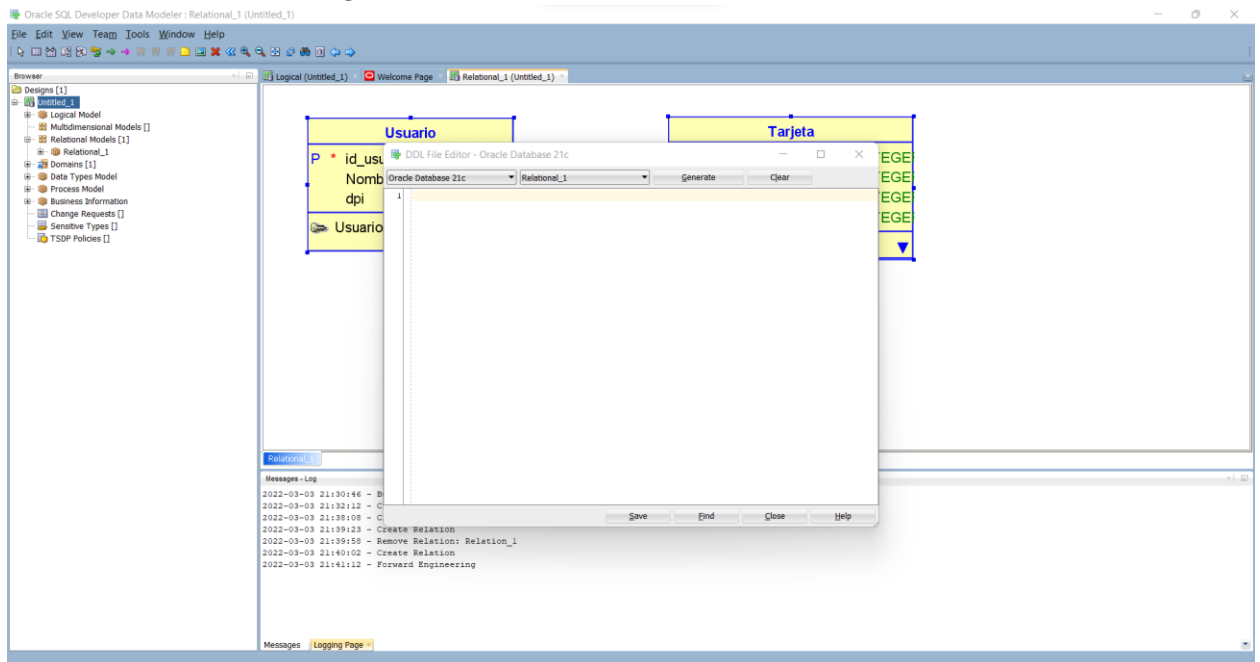 Oracle SQL Developer Data Modeler : Relational_1 (Untitled_1)
File Edit View Team Tools Window Help
Browser
Designs [1]
Untitled_1
Logical Model
Multidimensional Models []
Relational Models [1]
Relational_1
Domains [1]
Data Types Model
Process Model
Business Information
Change Requests []
Sensitive Types []
TSDP Policies []
Logical (Untitled_1) Welcome Page Relational_1 (Untitled_1)
Usuario
P * id_usu
Nomb
dpi
Usuario
Tarjeta
EGE
EGE
EGE
EGE
DDL File Editor - Oracle Database 21c
Oracle Database 21c Relational_1 Generate Clear
1
Save Find Close Help
Relational_1
Messages - Log
2022-03-03 21:30:46 - B
2022-03-03 21:32:12 - C
2022-03-03 21:38:08 - C
2022-03-03 21:39:23 - Create Relation
2022-03-03 21:39:58 - Remove Relation: Relation_1
2022-03-03 21:40:02 - Create Relation
2022-03-03 21:41:12 - Forward Engineering
Messages Logging Page